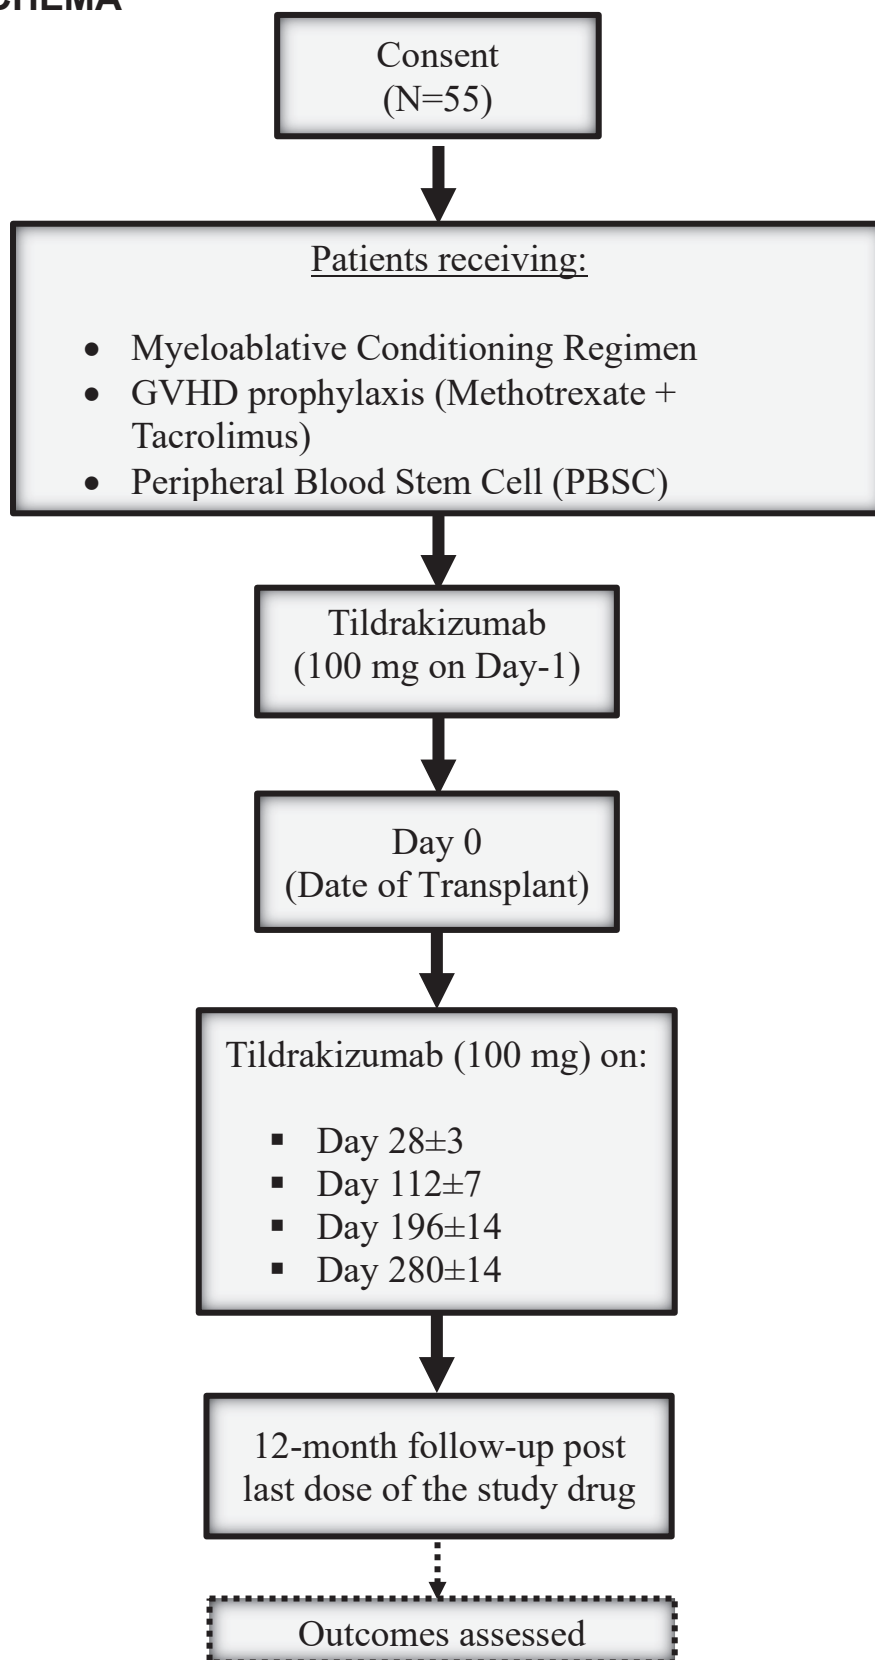 SCHEMA
Consent
(N=55)
Patients receiving:
• Myeloablative Conditioning Regimen
• GVHD prophylaxis (Methotrexate +
Tacrolimus)
• Peripheral Blood Stem Cell (PBSC)
Tildrakizumab
(100 mg on Day-1)
Day 0
(Date of Transplant)
Tildrakizumab (100 mg) on:
▪ Day 28±3
▪ Day 112±7
▪ Day 196±14
▪ Day 280±14
12-month follow-up post
last dose of the study drug
Outcomes assessed